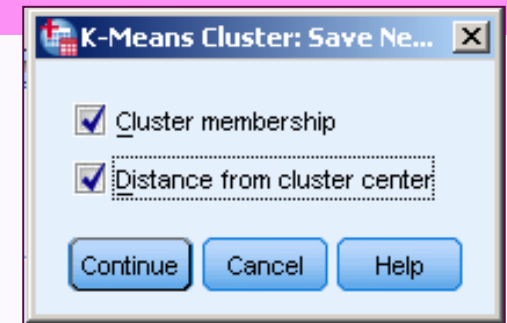 K-Means Cluster: Save Ne...
Cluster membership
Distance from cluster center
Continue Cancel Help